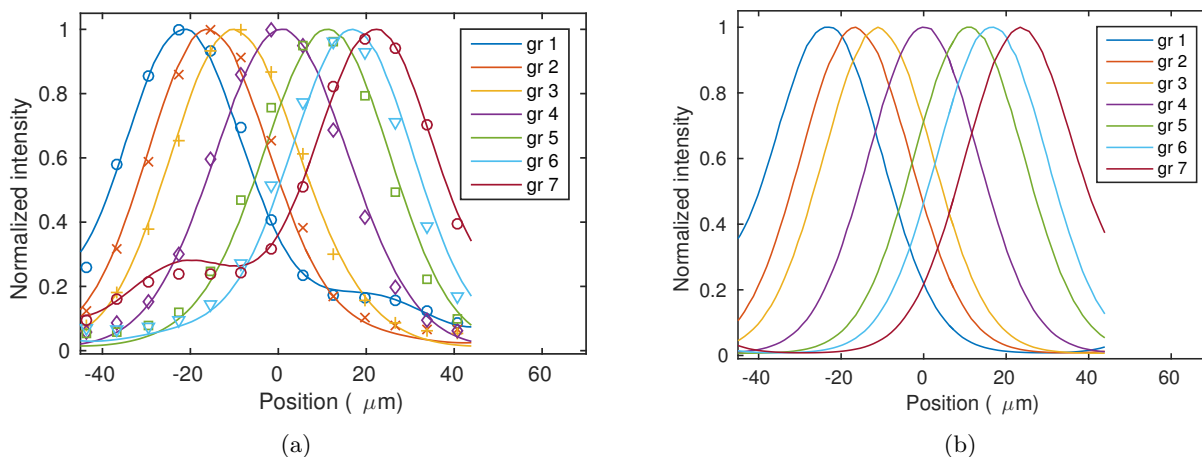 1
0.8
0.6
0.4
0.2
0
Normalized intensity
-40 -20 0 20 40 60
Position ( μm)
gr 1
gr 2
gr 3
gr 4
gr 5
gr 6
gr 7
(a)
1
0.8
0.6
0.4
0.2
0
Normalized intensity
-40 -20 0 20 40 60
Position ( μm)
gr 1
gr 2
gr 3
gr 4
gr 5
gr 6
gr 7
(b)